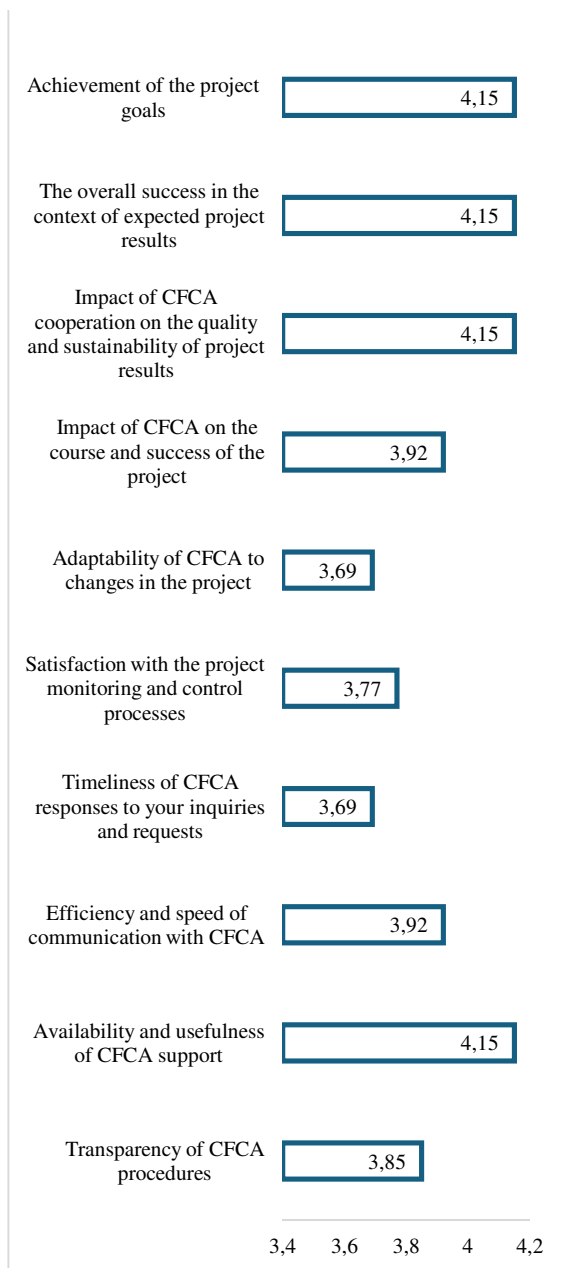 Achievement of the project
goals
4,15
The overall success in the
context of expected project
results
4,15
Impact of CFCA
cooperation on the quality
and sustainability of project
results
4,15
Impact of CFCA on the
course and success of the
project
3,92
Adaptability of CFCA to
changes in the project
3,69
Satisfaction with the project
monitoring and control
processes
3,77
Timeliness of CFCA
responses to your inquiries
and requests
3,69
Efficiency and speed of
communication with CFCA
3,92
Availability and usefulness
of CFCA support
4,15
Transparency of CFCA
procedures
3,85
3,4 3,6 3,8 4 4,2